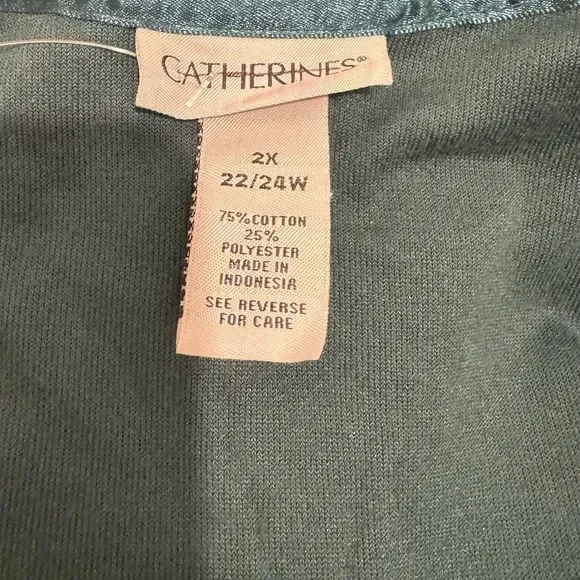 CATHERINES®
2X
22/24W
75% COTTON
25%
POLYESTER
MADE IN
INDONESIA
SEE REVERSE
FOR CARE